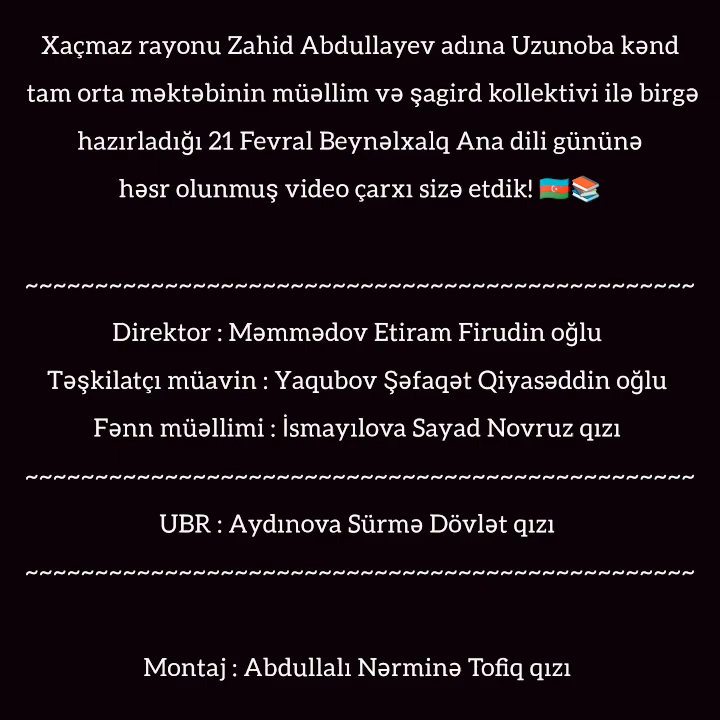 Xaçmaz rayonu Zahid Abdullayev adına Uzunoba kənd
tam orta məktəbinin müəllim və şagird kollektivi ilə birgə
hazırladığı 21 Fevral Beynəlxalq Ana dili gününə
həsr olunmuş video çarxı sizə etdik! 🇦🇿📚
~~~~~~~~~~~~~~~~~~~~~~~~~~~~~~~~~~~~~~~~~~~~~~~~
Direktor : Məmmədov Etiram Firudin oğlu
Təşkilatçı müavin : Yaqubov Şəfaqət Qiyasəddin oğlu
Fənn müəllimi : İsmayılova Sayad Novruz qızı
~~~~~~~~~~~~~~~~~~~~~~~~~~~~~~~~~~~~~~~~~~~~~~~~
UBR : Aydınova Sürmə Dövlət qızı
~~~~~~~~~~~~~~~~~~~~~~~~~~~~~~~~~~~~~~~~~~~~~~~~
Montaj : Abdullalı Nərminə Tofiq qızı